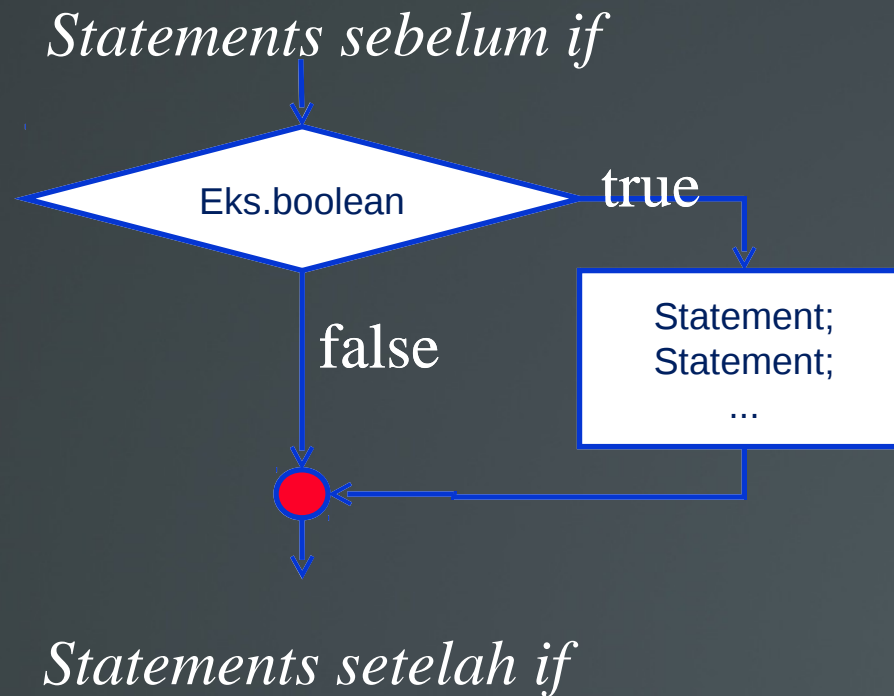 Statements sebelum if
Eks.boolean
true
false
Statement;
Statement;
...
Statements setelah if